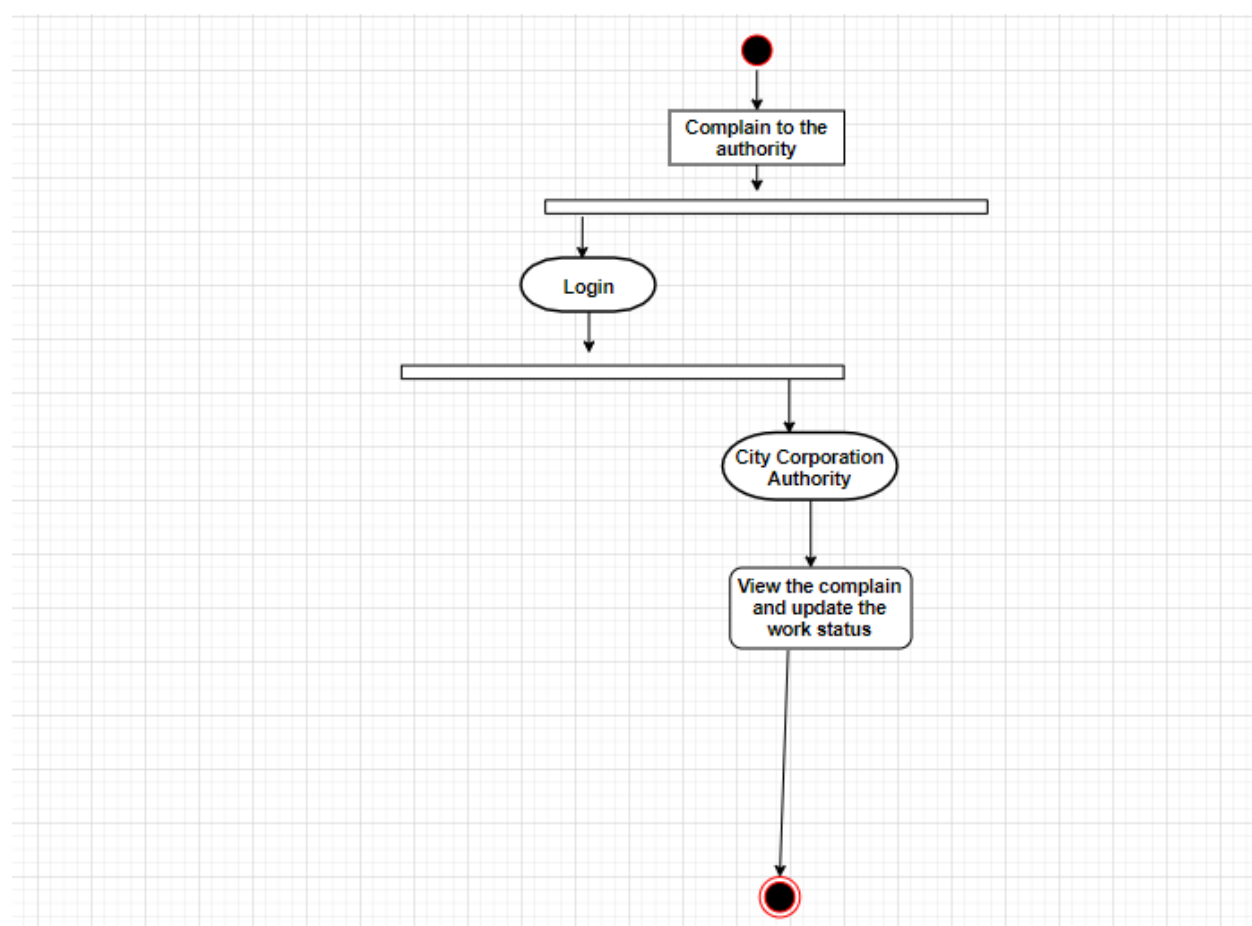 Complain to the
authority
Login
City Corporation
Authority
View the complain
and update the
work status